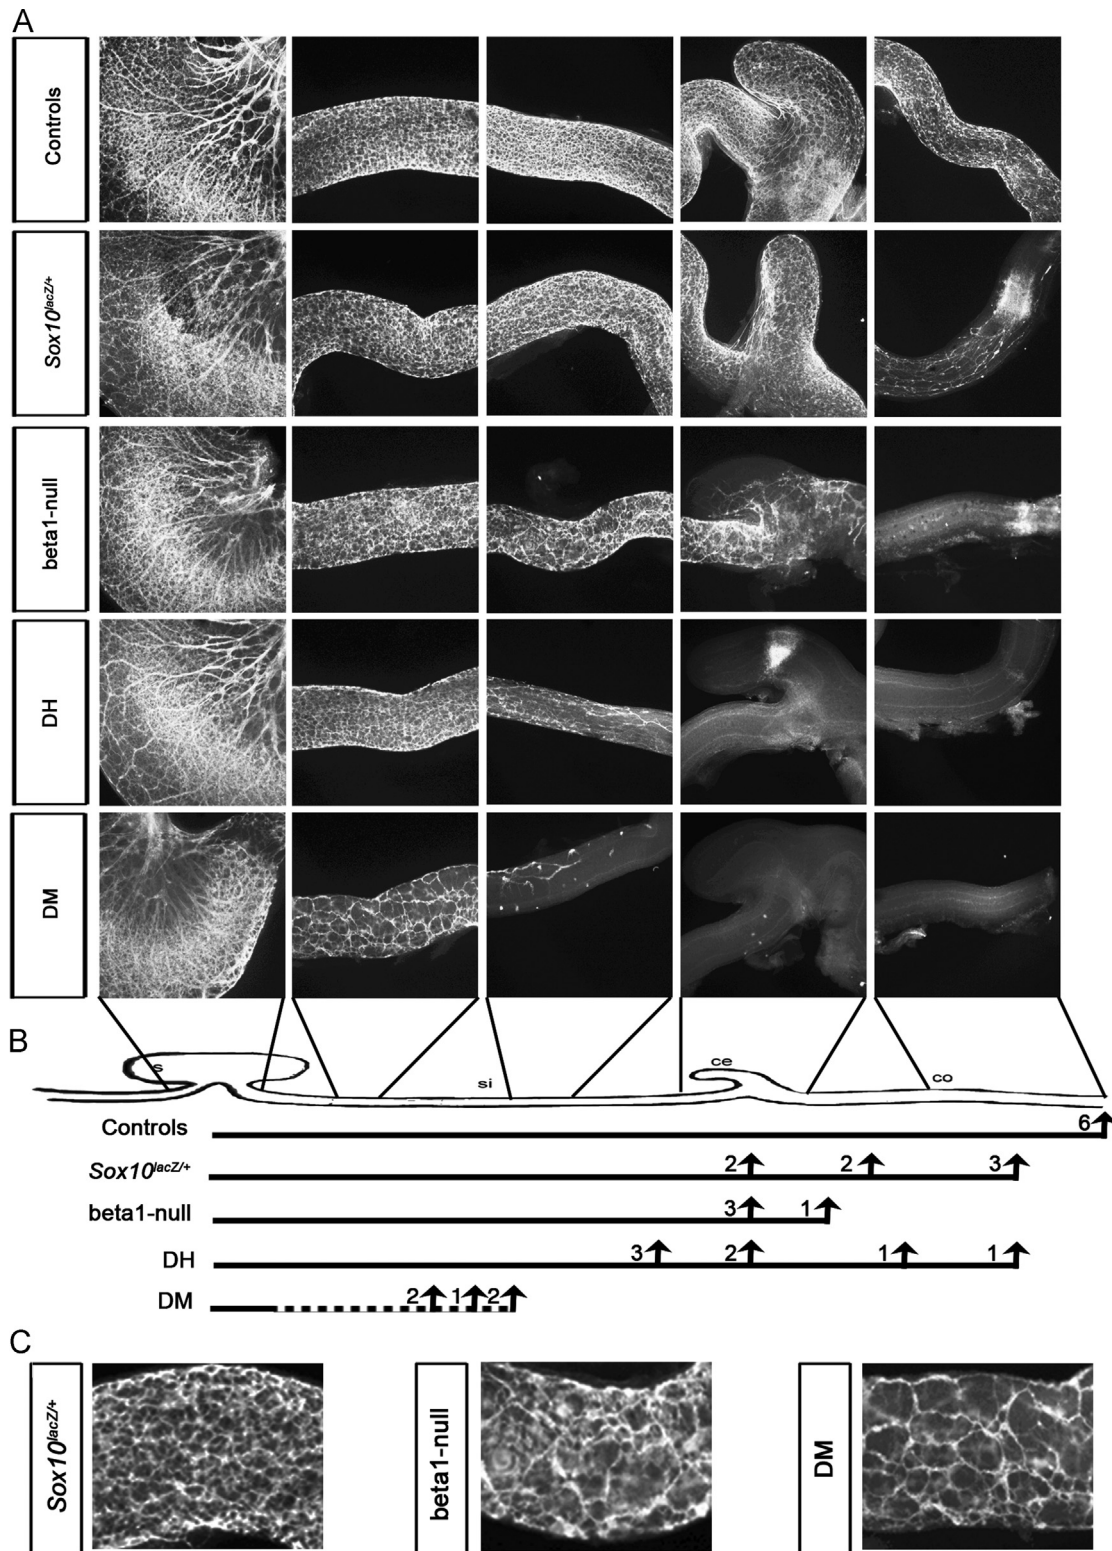 A
Controls
Sox10lacZ/+
beta1-null
DH
DM
B
s
si
ce
co
Controls
6
Sox10lacZ/+
2
2
3
beta1-null
3
1
DH
3
2
1
1
DM
2
1
2
C
Sox10lacZ/+
beta1-null
DM